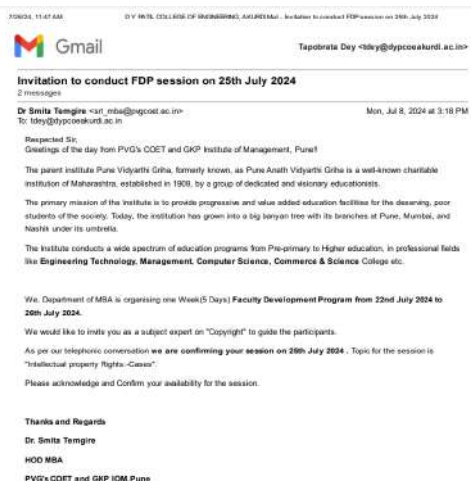 7/26/24, 11:47 AM D Y PATIL COLLEGE OF ENGINEERING, AKURDI Mail - Invitation to conduct FDP session on 25th July 2024
Gmail
Tapobrata Dey <tdey@dypcoeakurdi.ac.in>
Invitation to conduct FDP session on 25th July 2024
2 messages
Dr Smita Temgire <srt_mba@pvgcoet.ac.in> Mon, Jul 8, 2024 at 3:18 PM
To: tdey@dypcoeakurdi.ac.in
Respected Sir,
Greetings of the day from PVG's COET and GKP Institute of Management, Pune!!
The parent institute Pune Vidyarthi Griha, formerly known, as Pune Anath Vidyarthi Griha is a well-known charitable
institution of Maharashtra, established in 1909, by a group of dedicated and visionary educationists.
The primary mission of the Institute is to provide progressive and value added education facilities for the deserving, poor
students of the society. Today, the institution has grown into a big banyan tree with its branches at Pune, Mumbai, and
Nashik under its umbrella.
The Institute conducts a wide spectrum of education programs from Pre-primary to Higher education, in professional fields
like Engineering Technology, Management, Computer Science, Commerce & Science College etc.
We, Department of MBA is organising one Week(5 Days) Faculty Development Program from 22nd July 2024 to
26th July 2024.
We would like to invite you as a subject expert on "Copyright" to guide the participants.
As per our telephonic conversation we are confirming your session on 25th July 2024 . Topic for the session is
"Intellectual property Rights -Cases".
Please acknowledge and Confirm your availability for the session.
Thanks and Regards
Dr. Smita Temgire
HOD MBA
PVG's COET and GKP IOM,Pune